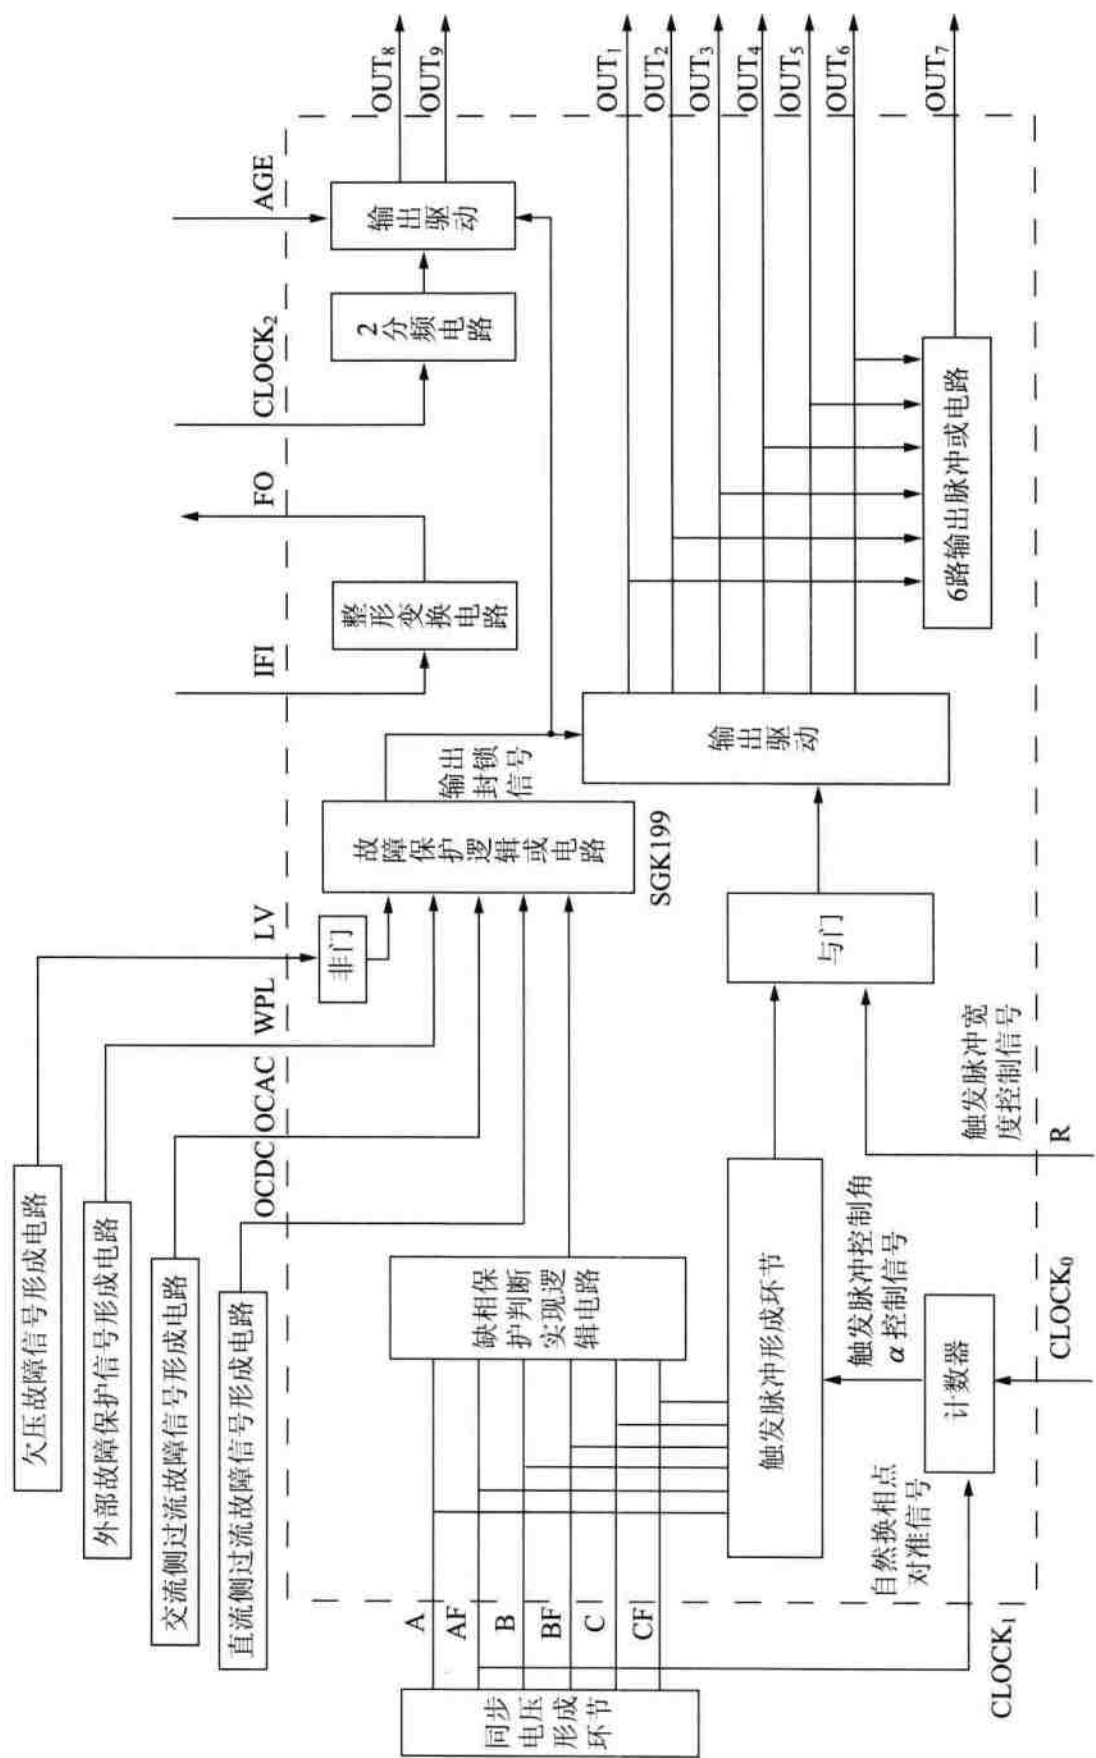 欠压故障信号形成电路
外部故障保护信号形成电路
交流侧过流故障信号形成电路
直流侧过流故障信号形成电路
OCDC
OCAC
WPL
LV
IFI
FO
CLOCK2
AGE
同步
电压
形成
环节
A
AF
B
BF
C
CF
缺相保
护判断
实现逻
辑电路
非门
故障保护逻
辑或电路
输出
封锁
信号
SGK199
整形
变换
电路
2分
频电
路
输出
驱动
OUT8
OUT9
触发脉冲形成环节
与门
输出
驱动
OUT1
OUT2
OUT3
OUT4
OUT5
OUT6
OUT7
6路输出脉冲或电路
自然换相点
对准信号
计数器
触发脉冲控制角
α 控制信号
触发脉冲宽
度控制信号
CLOCK1
CLOCK0
R